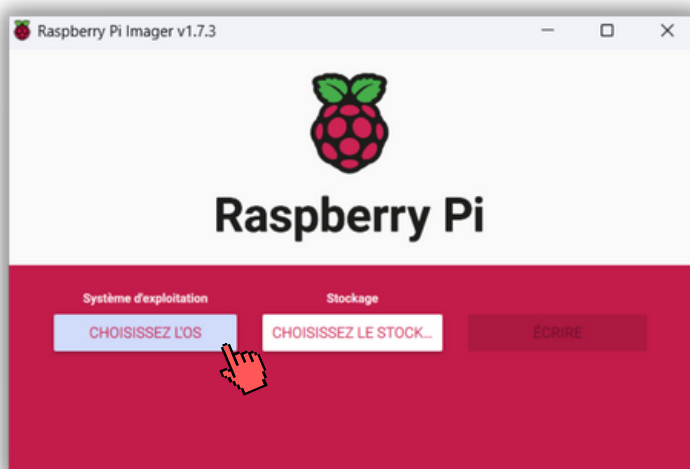 Raspberry Pi Imager v1.7.3
Raspberry Pi
Système d'exploitation
Stockage
CHOISISSEZ L'OS
CHOISISSEZ LE STOCK...
ÉCRIRE